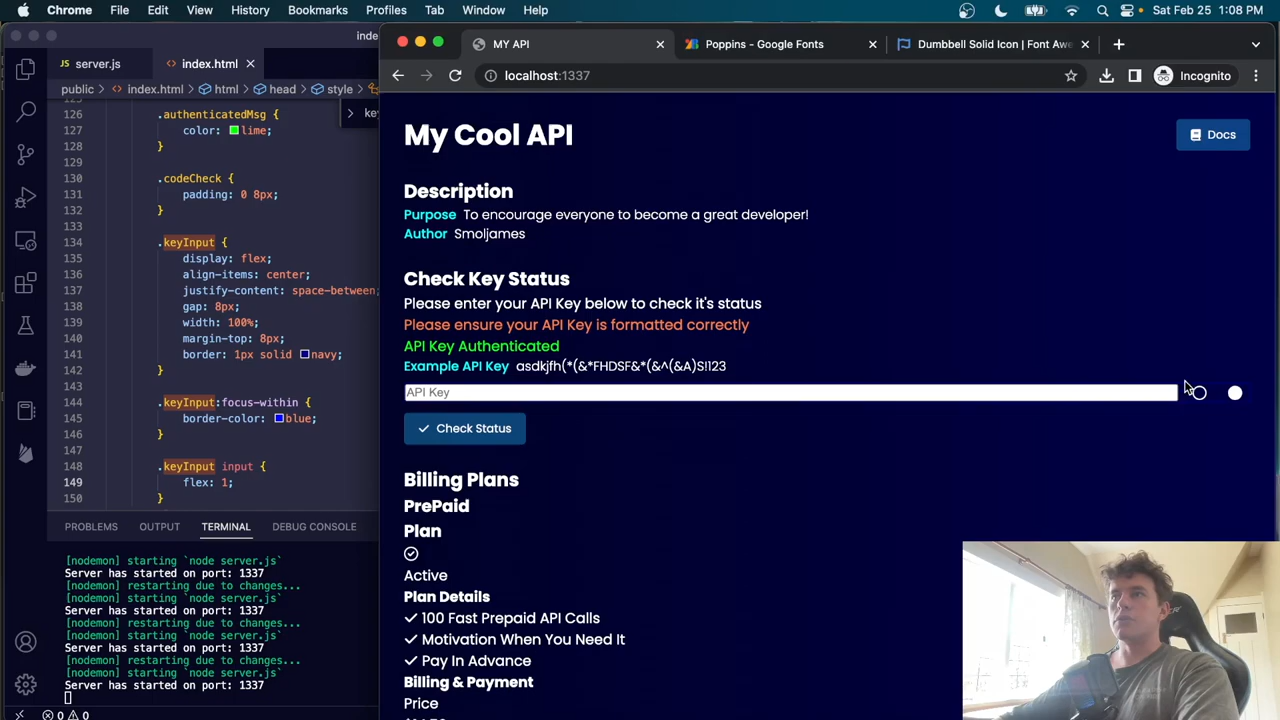 Chrome File Edit View History Bookmarks Profiles Tab Window Help Sat Feb 25 1:08 PM
inde
server.js index.html
public > index.html > html > head > style >
126 .authenticatedMsg {
127 color: lime;
128 }
129
130 .codeCheck {
131 padding: 0 8px;
132 }
133
134 .keyInput {
135 display: flex;
136 align-items: center;
137 justify-content: space-between;
138 gap: 8px;
139 width: 100%;
140 margin-top: 8px;
141 border: 1px solid navy;
142 }
143
144 .keyInput:focus-within {
145 border-color: blue;
146 }
147
148 .keyInput input {
149 flex: 1;
150 }
PROBLEMS OUTPUT TERMINAL DEBUG CONSOLE
[nodemon] starting `node server.js`
Server has started on port: 1337
[nodemon] restarting due to changes...
[nodemon] starting `node server.js`
Server has started on port: 1337
[nodemon] restarting due to changes...
[nodemon] starting `node server.js`
Server has started on port: 1337
[nodemon] restarting due to changes...
[nodemon] starting `node server.js`
Server has started on port: 1337
0 0
MY API
Poppins - Google Fonts
Dumbbell Solid Icon | Font Awe
localhost:1337
Incognito
My Cool API
Docs
Description
Purpose To encourage everyone to become a great developer!
Author Smoljames
Check Key Status
Please enter your API Key below to check it's status
Please ensure your API Key is formatted correctly
API Key Authenticated
Example API Key asdkjfh(*(&*FHDSF&*(&^(&A)S!123
API Key
Check Status
Billing Plans
PrePaid
Plan
Active
Plan Details
100 Fast Prepaid API Calls
Motivation When You Need It
Pay In Advance
Billing & Payment
Price